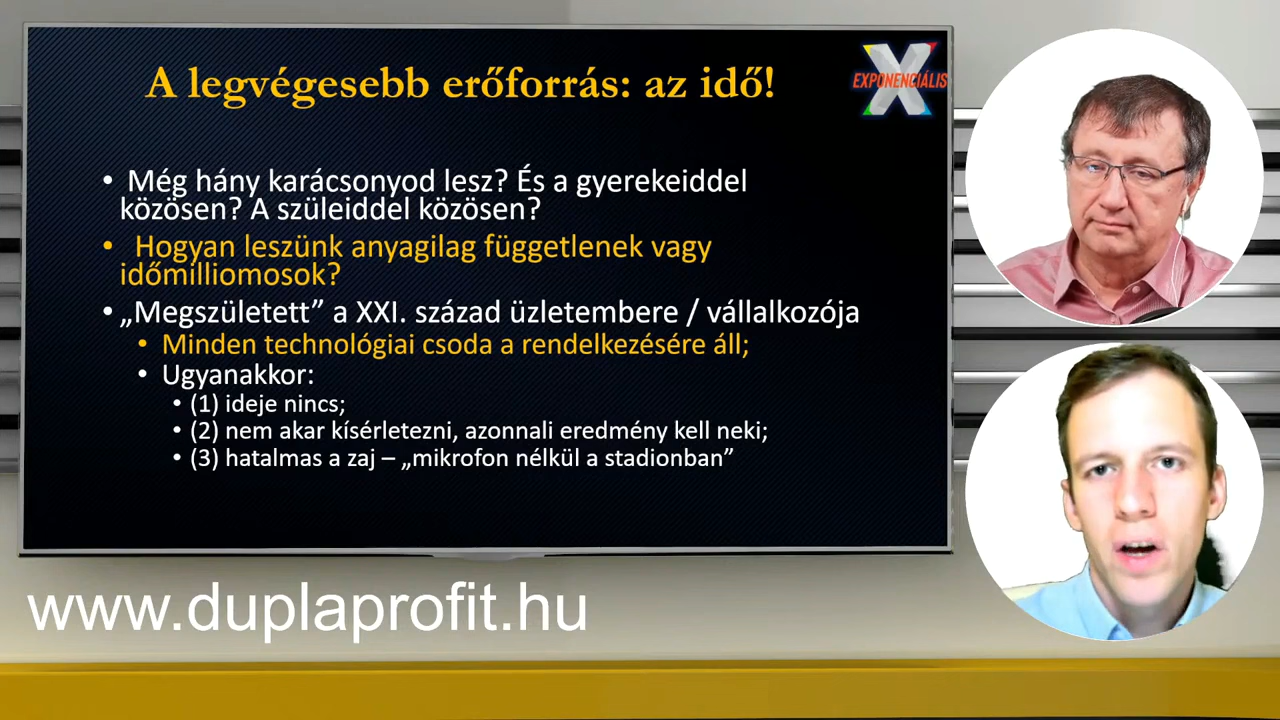 A legvégesebb erőforrás: az idő!
EXPONENCIÁLIS
X
• Még hány karácsonyod lesz? És a gyerekeiddel
közösen? A szüleiddel közösen?
• Hogyan leszünk anyagilag függetlenek vagy
időmilliomosok?
• „Megszületett” a XXI. század üzletembere / vállalkozója
• Minden technológiai csoda a rendelkezésére áll;
• Ugyanakkor:
• (1) ideje nincs;
• (2) nem akar kísérletezni, azonnali eredmény kell neki;
• (3) hatalmas a zaj – „mikrofon nélkül a stadionban”
www.duplaprofit.hu